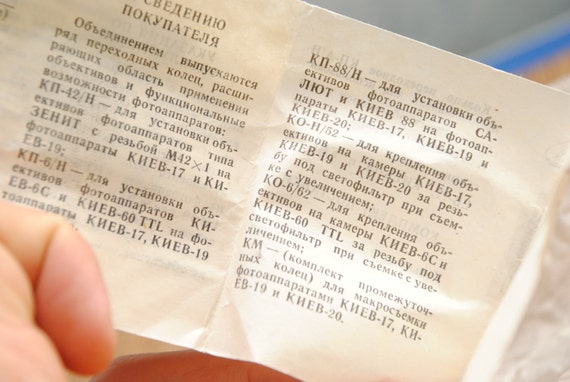 СВЕДЕНИЮ
ПОКУПАТЕЛЯ
Объединением выпускаются
ряд переходных колец, расши-
ряющих область применения
объективов и функциональные
возможности фотоаппаратов:
КП-42/Н — для установки объ-
ективов фотоаппаратов типа
ЗЕНИТ с резьбой М42×1 на
фотоаппараты КИЕВ-17 и КИ-
ЕВ-19;
КП-6/Н — для установки объ-
ективов фотоаппаратов КИ-
ЕВ-6С и КИЕВ-60 TTL на фо-
тоаппараты КИЕВ-17, КИЕВ-19
КП-88/Н — для установки объ-
ективов фотоаппаратов СА-
ЛЮТ и КИЕВ 88 на фотоап-
параты КИЕВ-17, КИЕВ-19 и
КИЕВ-20;
КО-Н/52 — для крепления объ-
ективов на камеры КИЕВ-17,
КИЕВ-19 и КИЕВ-20 за резь-
бу под светофильтр при съем-
ке с увеличением;
КО-6/62 — для крепления объ-
ективов на камеры КИЕВ-6С и
КИЕВ-60 TTL за резьбу под
светофильтр при съемке с уве-
личением;
КМ — (комплект промежуточ-
ных колец) для макросъемки
фотоаппаратами КИЕВ-17, КИ-
ЕВ-19 и КИЕВ-20.